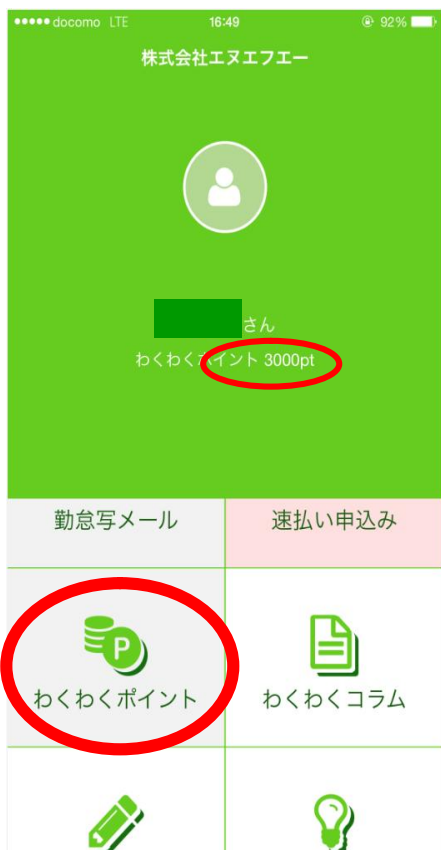 docomo LTE 16:49 92%
株式会社エヌエフエー
さん
わくわくポイント 3000pt
勤怠写メール 速払い申込み
P
わくわくポイント わくわくコラム